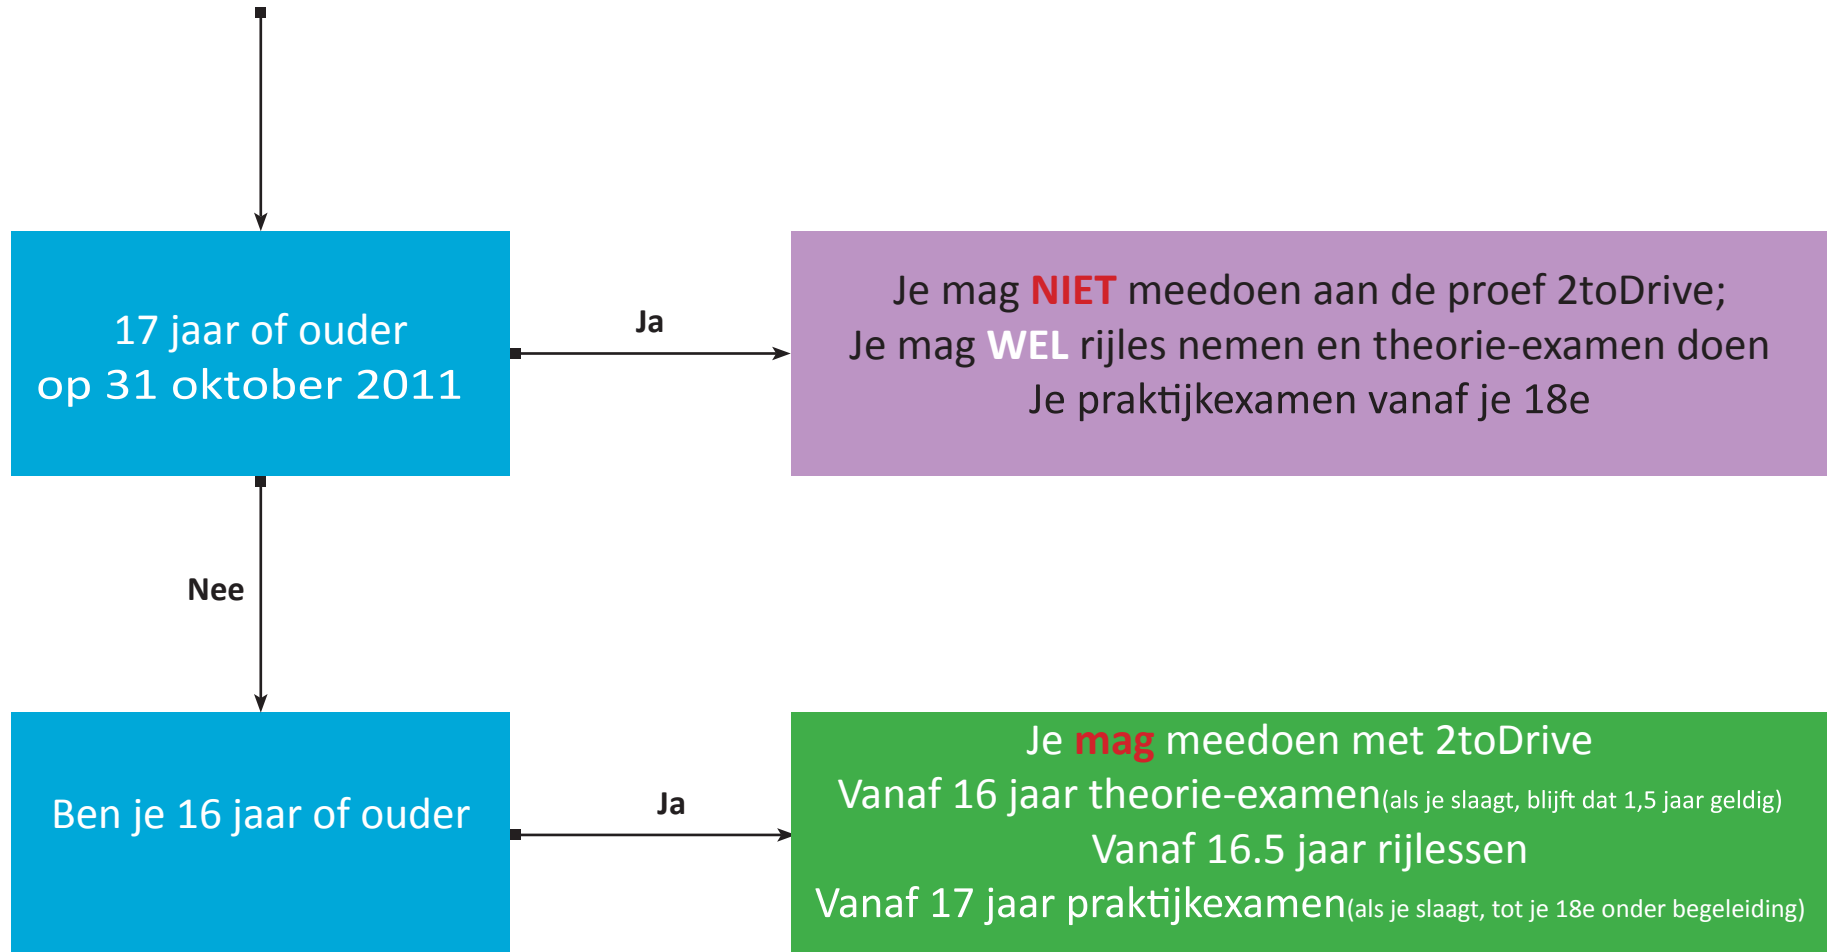 17 jaar of ouder
op 31 oktober 2011
Ja
Je mag NIET meedoen aan de proef 2toDrive;
Je mag WEL rijles nemen en theorie-examen doen
Je praktijkexamen vanaf je 18e
Nee
Ben je 16 jaar of ouder
Ja
Je mag meedoen met 2toDrive
Vanaf 16 jaar theorie-examen(als je slaagt, blijft dat 1,5 jaar geldig)
Vanaf 16.5 jaar rijlessen
Vanaf 17 jaar praktijkexamen(als je slaagt, tot je 18e onder begeleiding)